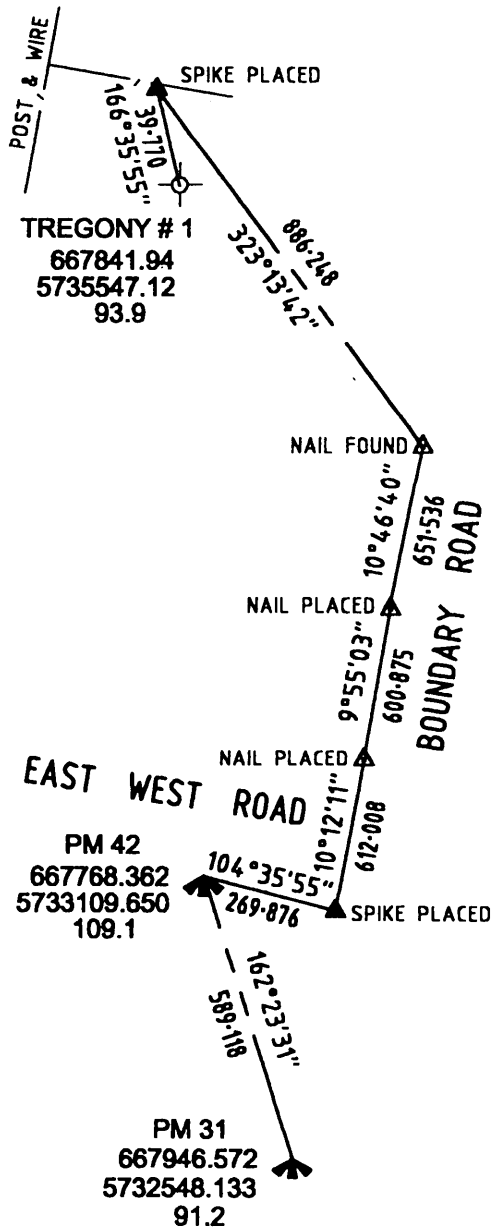 POST, & WIRE
SPIKE PLACED
39·770
166°35'55"
TREGONY # 1
667841.94
5735547.12
93.9
886·248
323°13'42"
NAIL FOUND
10°46'40"
651·536
BOUNDARY ROAD
NAIL PLACED
9°55'03"
600·875
NAIL PLACED
EAST WEST ROAD
10°12'11"
612·008
PM 42
667768.362
5733109.650
109.1
104°35'55"
269·876
SPIKE PLACED
162°23'31"
589·118
PM 31
667946.572
5732548.133
91.2